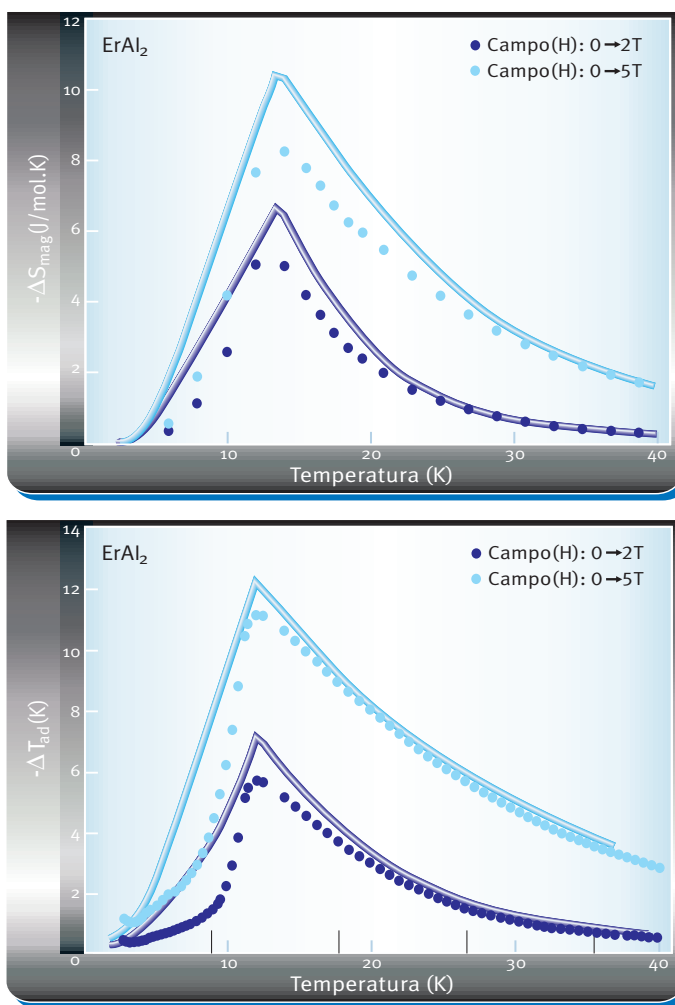 12
ErAl₂
Campo(H): 0→2T
Campo(H): 0→5T
10
8
6
4
2
0
-ΔSmag(J/mol.K)
10
20
30
40
Temperatura (K)
14
ErAl₂
Campo(H): 0→2T
Campo(H): 0→5T
12
10
8
6
4
2
0
-ΔTad(K)
10
20
30
40
Temperatura (K)